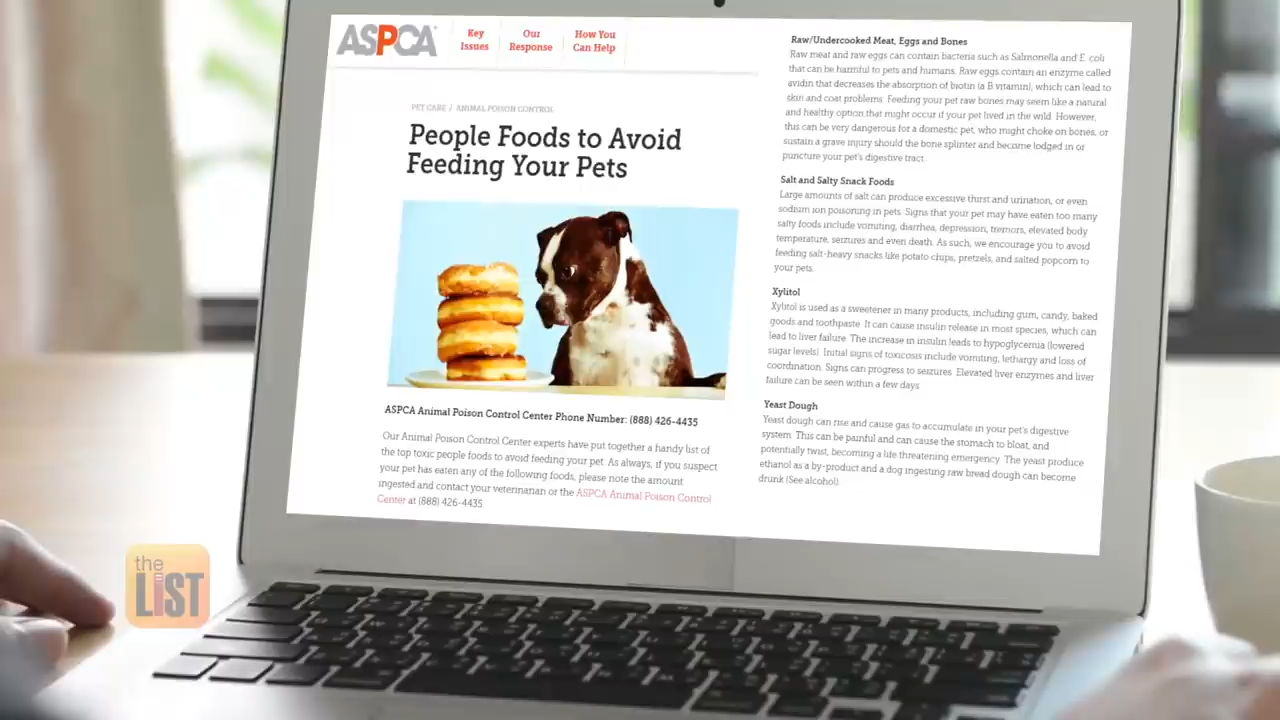 ASPCA
Key
Issues
Our
Response
How You
Can Help
PET CARE / ANIMAL POISON CONTROL
People Foods to Avoid
Feeding Your Pets
ASPCA Animal Poison Control Center Phone Number: (888) 426-4435
Our Animal Poison Control Center experts have put together a handy list of
the top toxic people foods to avoid feeding your pet. As always, if you suspect
your pet has eaten any of the following foods, please note the amount
ingested and contact your veterinarian or the ASPCA Animal Poison Control
Center at (888) 426-4435.
Raw/Undercooked Meat, Eggs and Bones
Raw meat and raw eggs can contain bacteria such as Salmonella and E. coli
that can be harmful to pets and humans. Raw eggs contain an enzyme called
avidin that decreases the absorption of biotin (a B vitamin), which can lead to
skin and coat problems. Feeding your pet raw bones may seem like a natural
and healthy option that might occur if your pet lived in the wild. However,
this can be very dangerous for a domestic pet, who might choke on bones, or
sustain a grave injury should the bone splinter and become lodged in or
puncture your pet's digestive tract.
Salt and Salty Snack Foods
Large amounts of salt can produce excessive thirst and urination, or even
sodium ion poisoning in pets. Signs that your pet may have eaten too many
salty foods include vomiting, diarrhea, depression, tremors, elevated body
temperature, seizures and even death. As such, we encourage you to avoid
feeding salt-heavy snacks like potato chips, pretzels, and salted popcorn to
your pets.
Xylitol
Xylitol is used as a sweetener in many products, including gum, candy, baked
goods and toothpaste. It can cause insulin release in most species, which can
lead to liver failure. The increase in insulin leads to hypoglycemia (lowered
sugar levels). Initial signs of toxicosis include vomiting, lethargy and loss of
coordination. Signs can progress to seizures. Elevated liver enzymes and liver
failure can be seen within a few days.
Yeast Dough
Yeast dough can rise and cause gas to accumulate in your pet's digestive
system. This can be painful and can cause the stomach to bloat, and
potentially twist, becoming a life threatening emergency. The yeast produce
ethanol as a by-product and a dog ingesting raw bread dough can become
drunk (See alcohol).
the
LIST